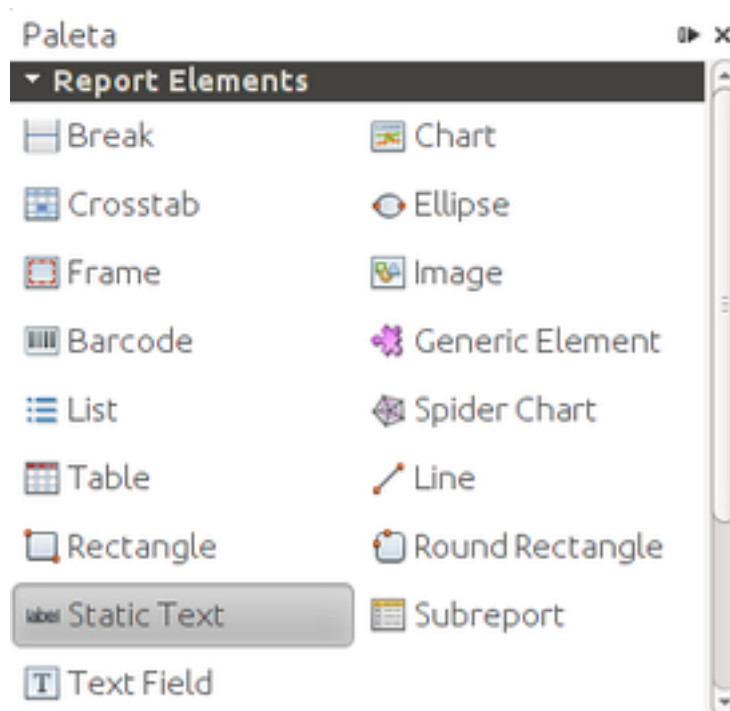 Paleta
Report Elements
Break Chart
Crosstab Ellipse
Frame Image
Barcode Generic Element
List Spider Chart
Table Line
Rectangle Round Rectangle
label Static Text Subreport
T Text Field